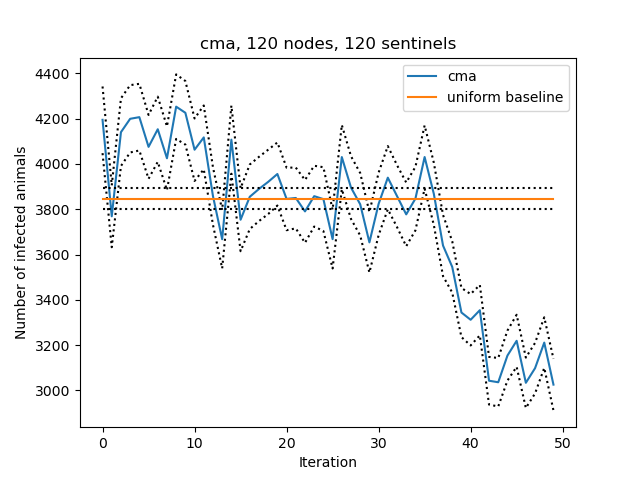 cma, 120 nodes, 120 sentinels
cma
uniform baseline
Number of infected animals
4400
4200
4000
3800
3600
3400
3200
3000
0 10 20 30 40 50
Iteration